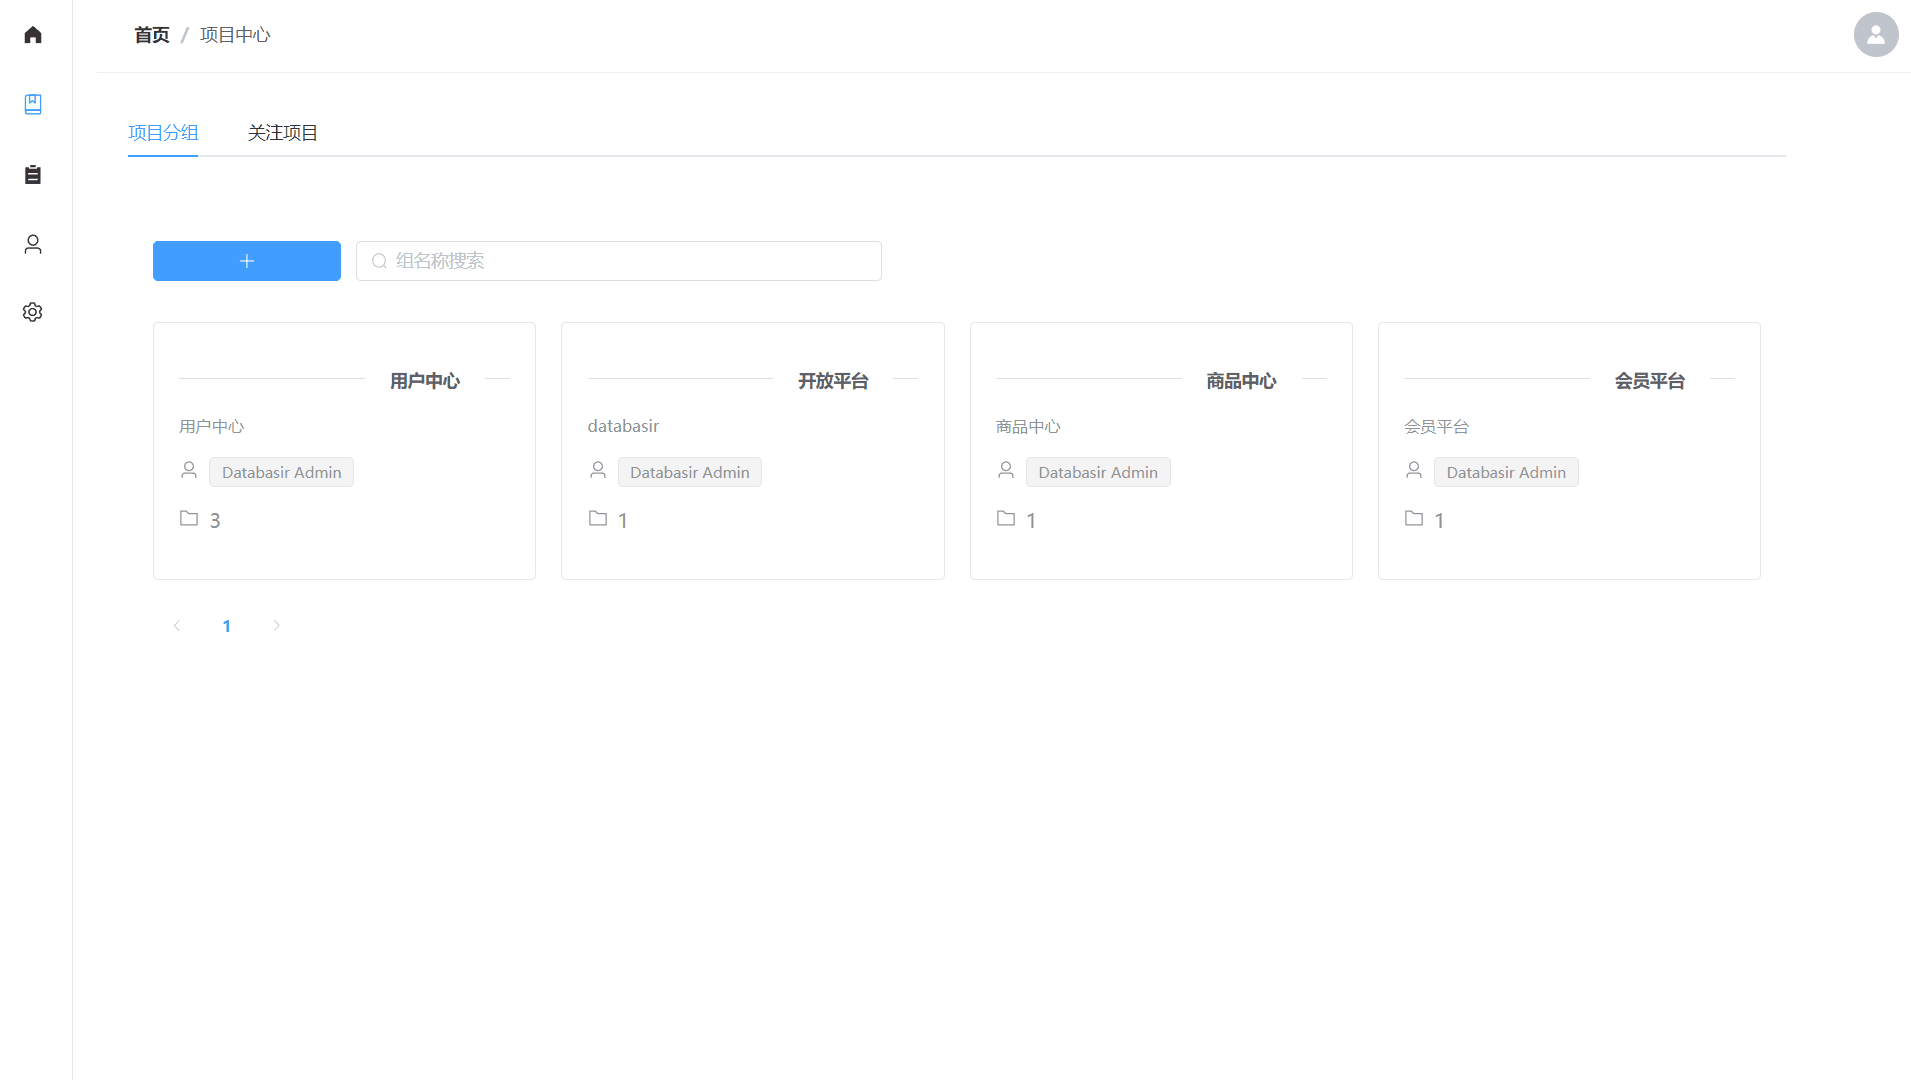 首页 / 项目中心
项目分组 关注项目
组名称搜索
用户中心
用户中心
Databasir Admin
3
开放平台
databasir
Databasir Admin
1
商品中心
商品中心
Databasir Admin
1
会员平台
会员平台
Databasir Admin
1
1